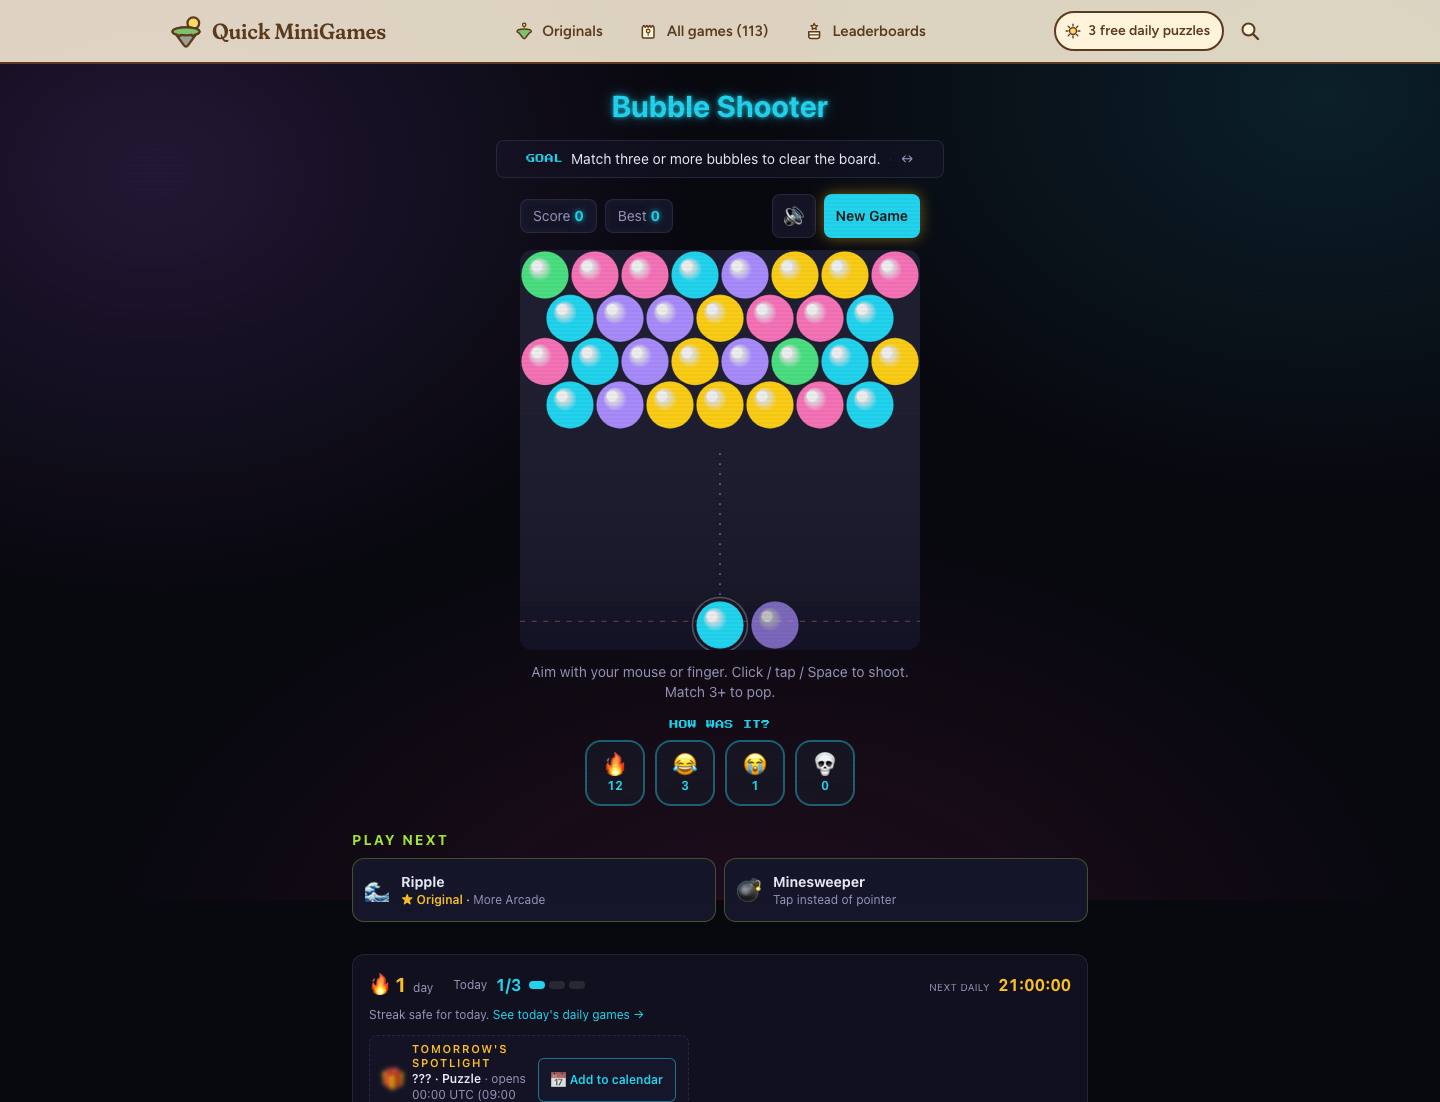 Quick MiniGames
Originals
All games (113)
Leaderboards
3 free daily puzzles
Bubble Shooter
GOAL Match three or more bubbles to clear the board.
Score 0
Best 0
New Game
Aim with your mouse or finger. Click / tap / Space to shoot.
Match 3+ to pop.
HOW WAS IT?
12
3
1
0
PLAY NEXT
Ripple
Original · More Arcade
Minesweeper
Tap instead of pointer
1 day
Today 1/3
NEXT DAILY 21:00:00
Streak safe for today. See today's daily games →
TOMORROW'S
SPOTLIGHT
??? · Puzzle · opens
00:00 UTC (09:00
Add to calendar